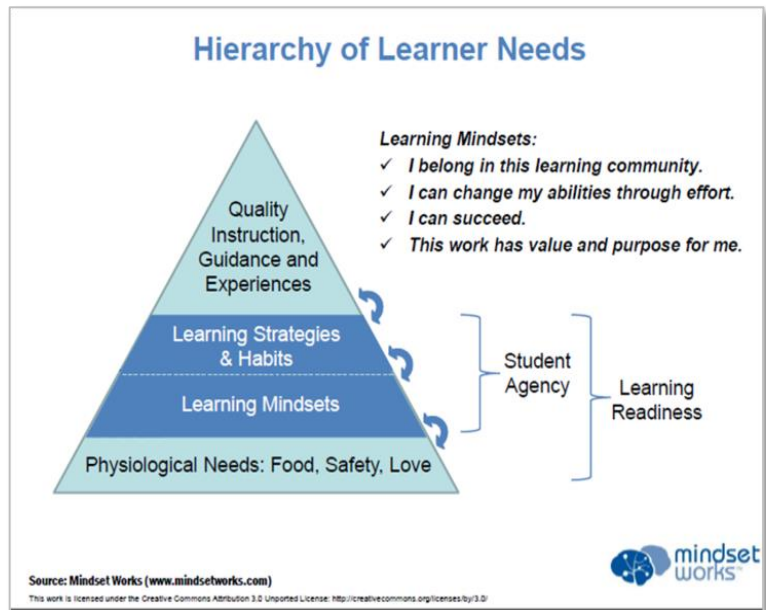 Hierarchy of Learner Needs
Learning Mindsets:
✓ I belong in this learning community.
✓ I can change my abilities through effort.
✓ I can succeed.
✓ This work has value and purpose for me.
Quality
Instruction,
Guidance and
Experiences
Learning Strategies
& Habits
Learning Mindsets
Physiological Needs: Food, Safety, Love
Student
Agency
Learning
Readiness
mindset
works™
Source: Mindset Works (www.mindsetworks.com)
This work is licensed under the Creative Commons Attribution 3.0 Unported License: http://creativecommons.org/licenses/by/3.0/